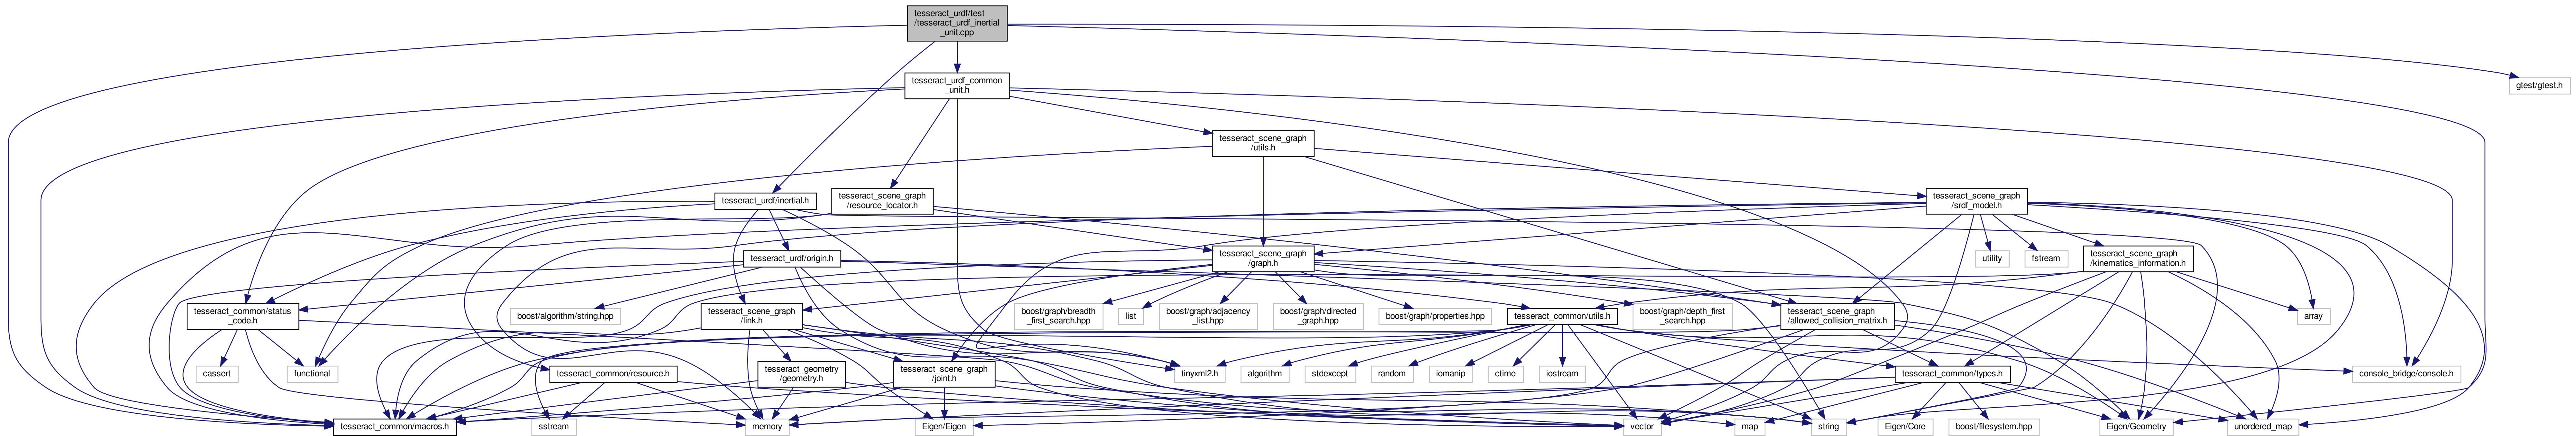 tesseract_urdf/test
/tesseract_urdf_inertial
_unit.cpp
tesseract_urdf_common
_unit.h
gtest/gtest.h
tesseract_scene_graph
/utils.h
tesseract_urdf/inertial.h
tesseract_scene_graph
/resource_locator.h
tesseract_scene_graph
/srdf_model.h
tesseract_urdf/origin.h
tesseract_scene_graph
/graph.h
utility
fstream
tesseract_scene_graph
/kinematics_information.h
tesseract_common/status
_code.h
boost/algorithm/string.hpp
tesseract_scene_graph
/link.h
boost/graph/breadth
_first_search.hpp
list
boost/graph/adjacency
_list.hpp
boost/graph/directed
_graph.hpp
boost/graph/properties.hpp
tesseract_common/utils.h
boost/graph/depth_first
_search.hpp
tesseract_scene_graph
/allowed_collision_matrix.h
array
cassert
functional
tesseract_common/resource.h
tesseract_geometry
/geometry.h
tesseract_scene_graph
/joint.h
tinyxml2.h
algorithm
stdexcept
random
iomanip
ctime
iostream
tesseract_common/types.h
console_bridge/console.h
tesseract_common/macros.h
sstream
memory
Eigen/Eigen
vector
map
string
Eigen/Core
boost/filesystem.hpp
Eigen/Geometry
unordered_map